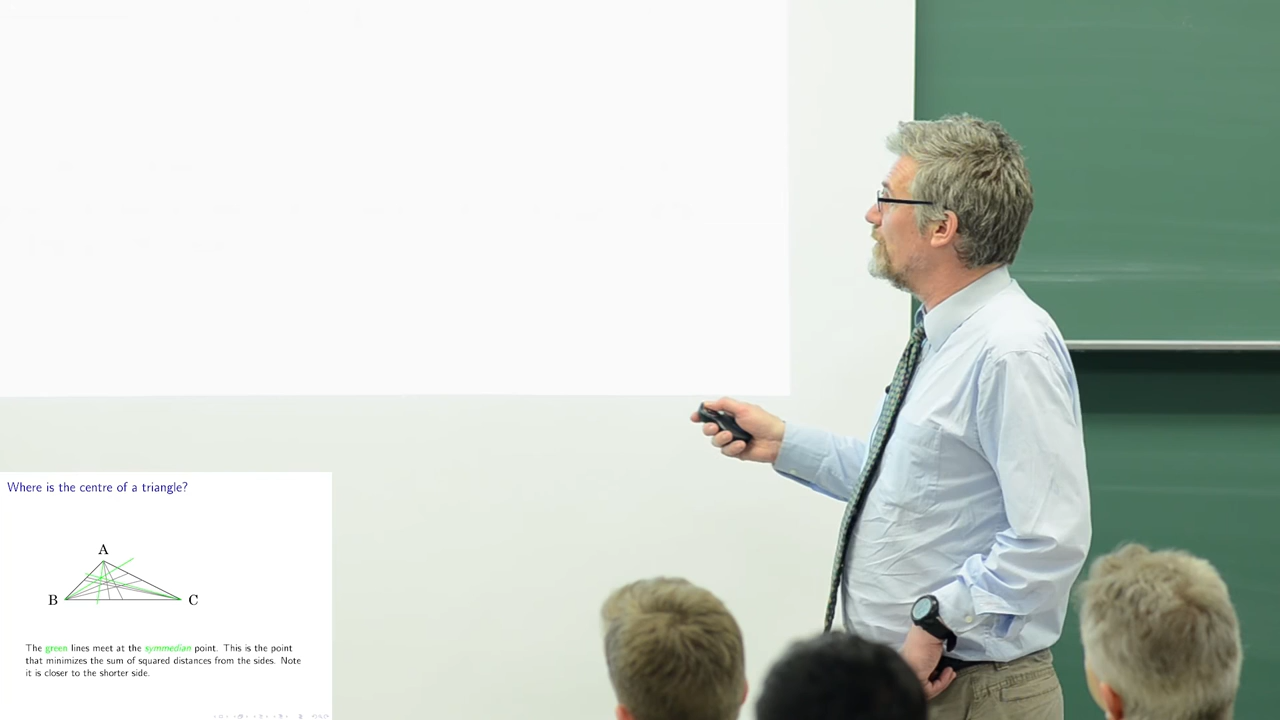 Where is the centre of a triangle?
A
B
C
The green lines meet at the symmedian point. This is the point
that minimizes the sum of squared distances from the sides. Note
it is closer to the shorter side.